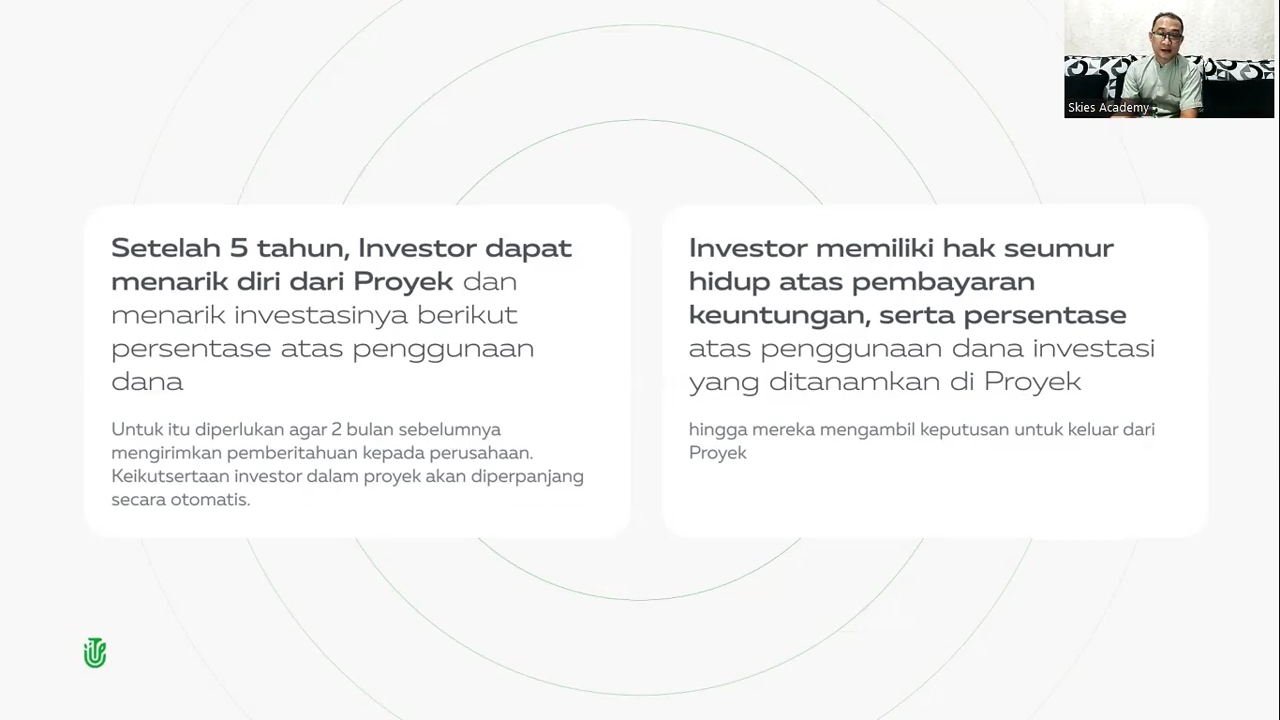 Skies Academy
Setelah 5 tahun, Investor dapat
menarik diri dari Proyek dan
menarik investasinya berikut
persentase atas penggunaan
dana
Untuk itu diperlukan agar 2 bulan sebelumnya
mengirimkan pemberitahuan kepada perusahaan.
Keikutsertaan investor dalam proyek akan diperpanjang
secara otomatis.
Investor memiliki hak seumur
hidup atas pembayaran
keuntungan, serta persentase
atas penggunaan dana investasi
yang ditanamkan di Proyek
hingga mereka mengambil keputusan untuk keluar dari
Proyek